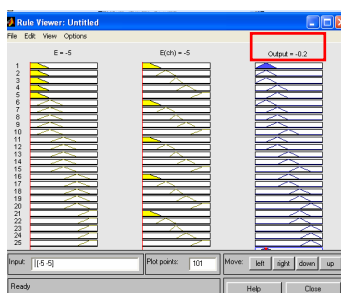 Rule Viewer: Untitled
File Edit View Options
E = -5
E(ch) = -5
Output = -0.2
1
2
3
4
5
6
7
8
9
10
11
12
13
14
15
16
17
18
19
20
21
22
23
24
25
Input: [[-5 -5]
Plot points: 101
Move: left right down up
Ready
Help Close